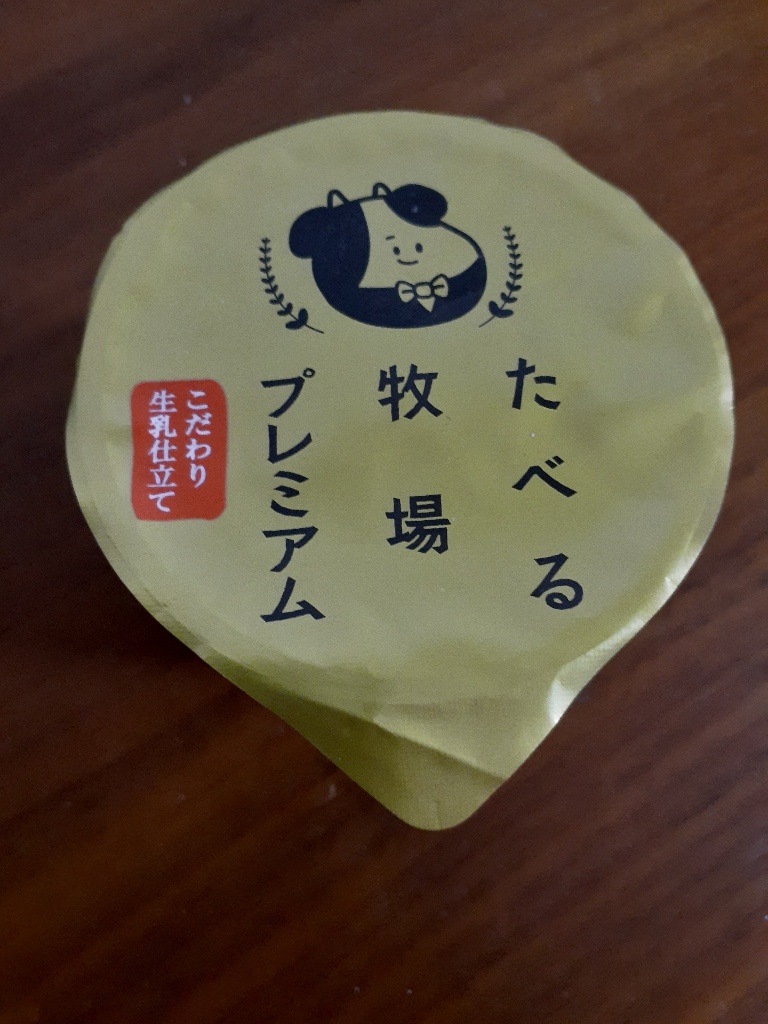 たべる
牧場
プレミアム
こだわり
生乳仕立て